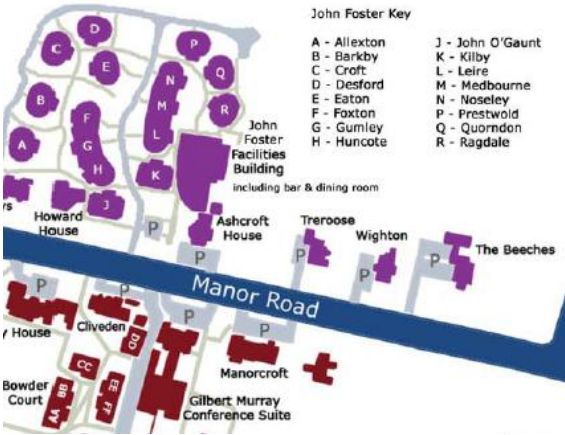 John Foster Key
A - Allexton
B - Barkby
C - Croft
D - Desford
E - Eaton
F - Foxton
G - Gumley
H - Huncote
J - John O'Gaunt
K - Kilby
L - Leire
M - Medbourne
N - Noseley
P - Prestwold
Q - Quorndon
R - Ragdale
D
C
E
B
A
F
G
H
J
P
N
M
L
K
Q
R
John
Foster
Facilities
Building
including bar & dining room
ys
Howard
House
P
Ashcroft
House
P
Treroose
P
Wighton
P
The Beeches
P
Manor Road
P
P
P
P
y House
Cliveden
DD
CC
BB
AA
EE
FF
Bowder
Court
Manorcroft
Gilbert Murray
Conference Suite